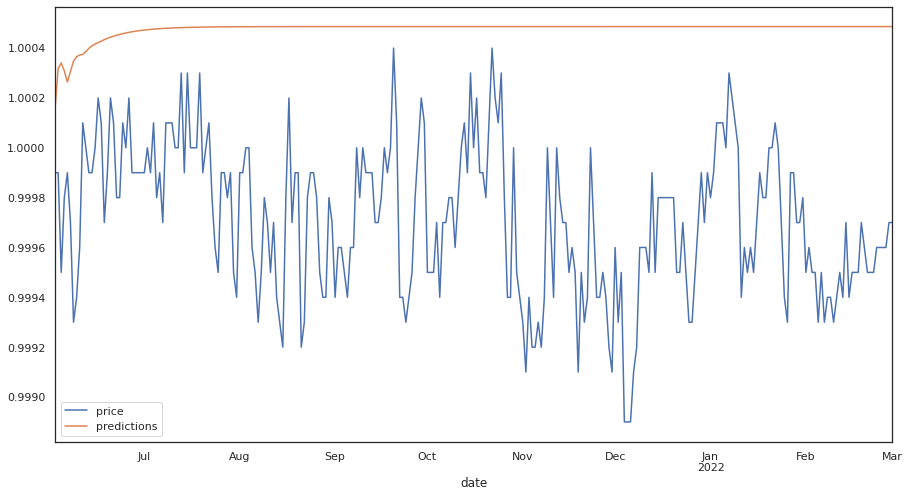 1.0004
1.0002
1.0000
0.9998
0.9996
0.9994
0.9992
0.9990
price
predictions
Jul Aug Sep Oct Nov Dec Jan Feb Mar
2022
date